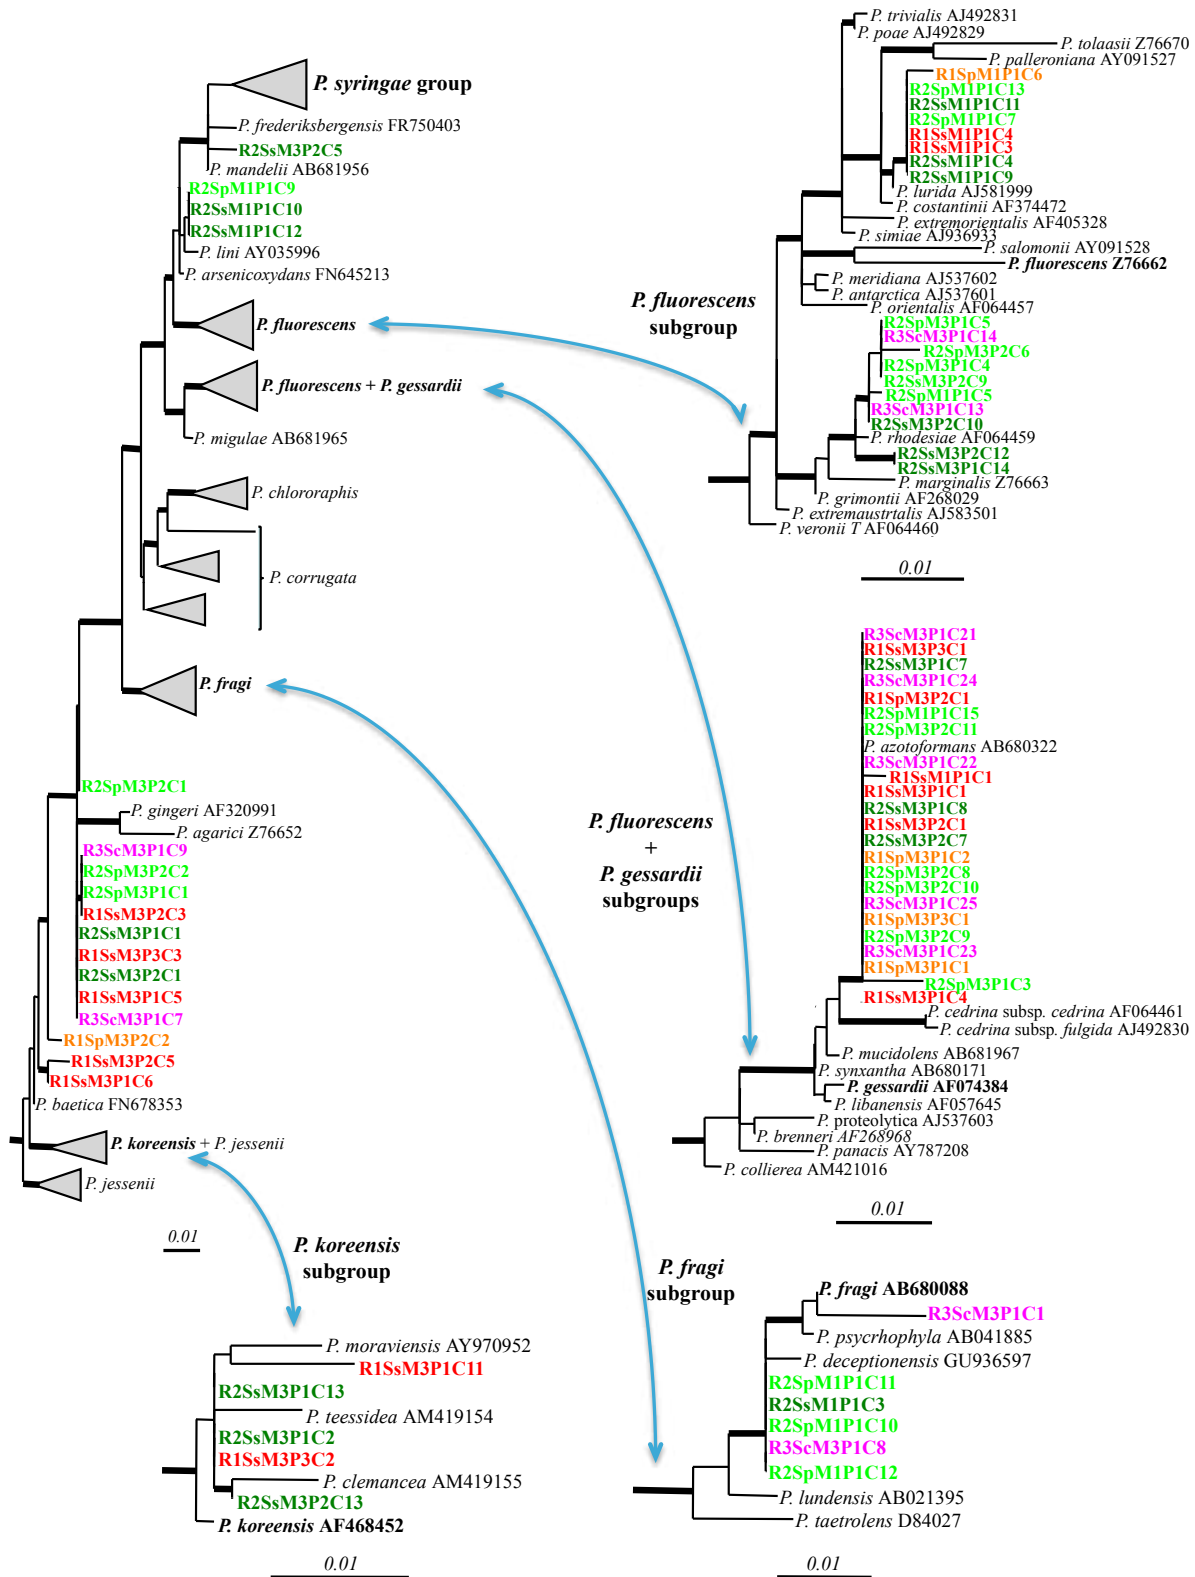 P. syringae group
P. frederiksbergensis FR750403
R2SsM3P2C5
P. mandelii AB681956
R2SpM1P1C9
R2SsM1P1C10
R2SsM1P1C12
P. lini AY035996
P. arsenicoxydans FN645213
P. fluorescens
P. fluorescens + P. gessardii
P. migulae AB681965
P. chlororaphis
P. corrugata
P. fragi
R2SpM3P2C1
P. gingeri AF320991
P. agarici Z76652
R3ScM3P1C9
R2SpM3P2C2
R2SpM3P1C1
R1SsM3P2C3
R2SsM3P1C1
R1SsM3P3C3
R2SsM3P2C1
R1SsM3P1C5
R3ScM3P1C7
R1SpM3P2C2
R1SsM3P2C5
R1SsM3P1C6
P. baetica FN678353
P. koreensis + P. jessenii
P. jessenii
0.01
P. koreensis
subgroup
P. moraviensis AY970952
R1SsM3P1C11
R2SsM3P1C13
P. teessidea AM419154
R2SsM3P1C2
R1SsM3P3C2
P. clemancea AM419155
R2SsM3P2C13
P. koreensis AF468452
0.01
P. fluorescens
subgroup
P. trivialis AJ492831
P. poae AJ492829
P. tolaasii Z76670
P. palleroniana AY091527
R1SpM1P1C6
R2SpM1P1C13
R2SsM1P1C11
R2SpM1P1C7
R1SsM1P1C4
R1SsM1P1C3
R2SsM1P1C4
R2SsM1P1C9
P. lurida AJ581999
P. costantinii AF374472
P. extremorientalis AF405328
P. simiae AJ936933
P. salomonii AY091528
P. fluorescens Z76662
P. meridiana AJ537602
P. antarctica AJ537601
P. orientalis AF064457
R2SpM3P1C5
R3ScM3P1C14
R2SpM3P2C6
R2SpM3P1C4
R2SsM3P2C9
R2SpM1P1C5
R3ScM3P1C13
R2SsM3P2C10
P. rhodesiae AF064459
R2SsM3P2C12
R2SsM3P1C14
P. marginalis Z76663
P. grimontii AF268029
P. extremaustrtalis AJ583501
P. veronii T AF064460
0.01
P. fluorescens
+
P. gessardii
subgroups
R3ScM3P1C21
R1SsM3P3C1
R2SsM3P1C7
R3ScM3P1C24
R1SpM3P2C1
R2SpM1P1C15
R2SpM3P2C11
P. azotoformans AB680322
R3ScM3P1C22
R1SsM1P1C1
R1SsM3P1C1
R2SsM3P1C8
R1SsM3P2C1
R2SsM3P2C7
R1SpM3P1C2
R2SpM3P2C8
R2SpM3P2C10
R3ScM3P1C25
R1SpM3P3C1
R2SpM3P2C9
R3ScM3P1C23
R1SpM3P1C1
R2SpM3P1C3
R1SsM3P1C4
P. cedrina subsp. cedrina AF064461
P. cedrina subsp. fulgida AJ492830
P. mucidolens AB681967
P. synxantha AB680171
P. gessardii AF074384
P. libanensis AF057645
P. proteolytica AJ537603
P. brenneri AF268968
P. panacis AY787208
P. collierea AM421016
0.01
P. fragi
subgroup
P. fragi AB680088
R3ScM3P1C1
P. psycrhophyla AB041885
P. deceptionensis GU936597
R2SpM1P1C11
R2SsM1P1C3
R2SpM1P1C10
R3ScM3P1C8
R2SpM1P1C12
P. lundensis AB021395
P. taetrolens D84027
0.01